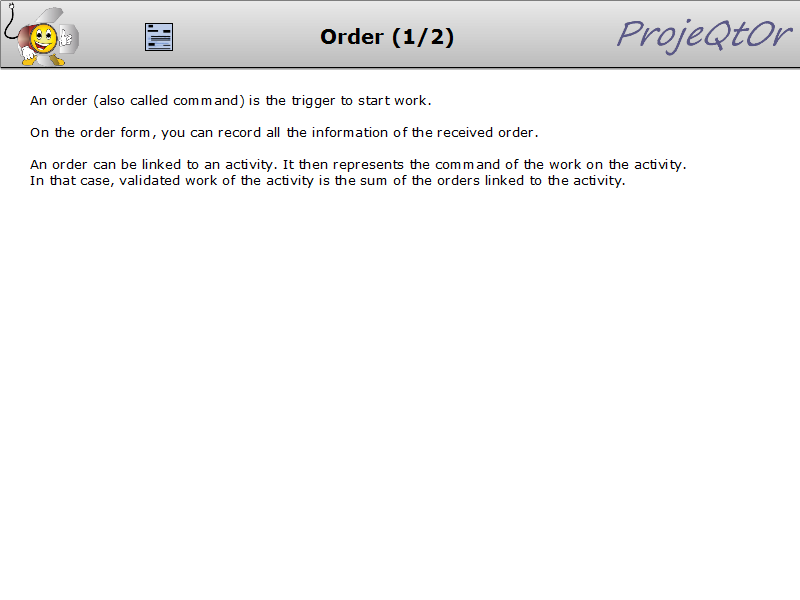 Order (1/2)
ProjeQtOr
An order (also called command) is the trigger to start work.
On the order form, you can record all the information of the received order.
An order can be linked to an activity. It then represents the command of the work on the activity.
In that case, validated work of the activity is the sum of the orders linked to the activity.